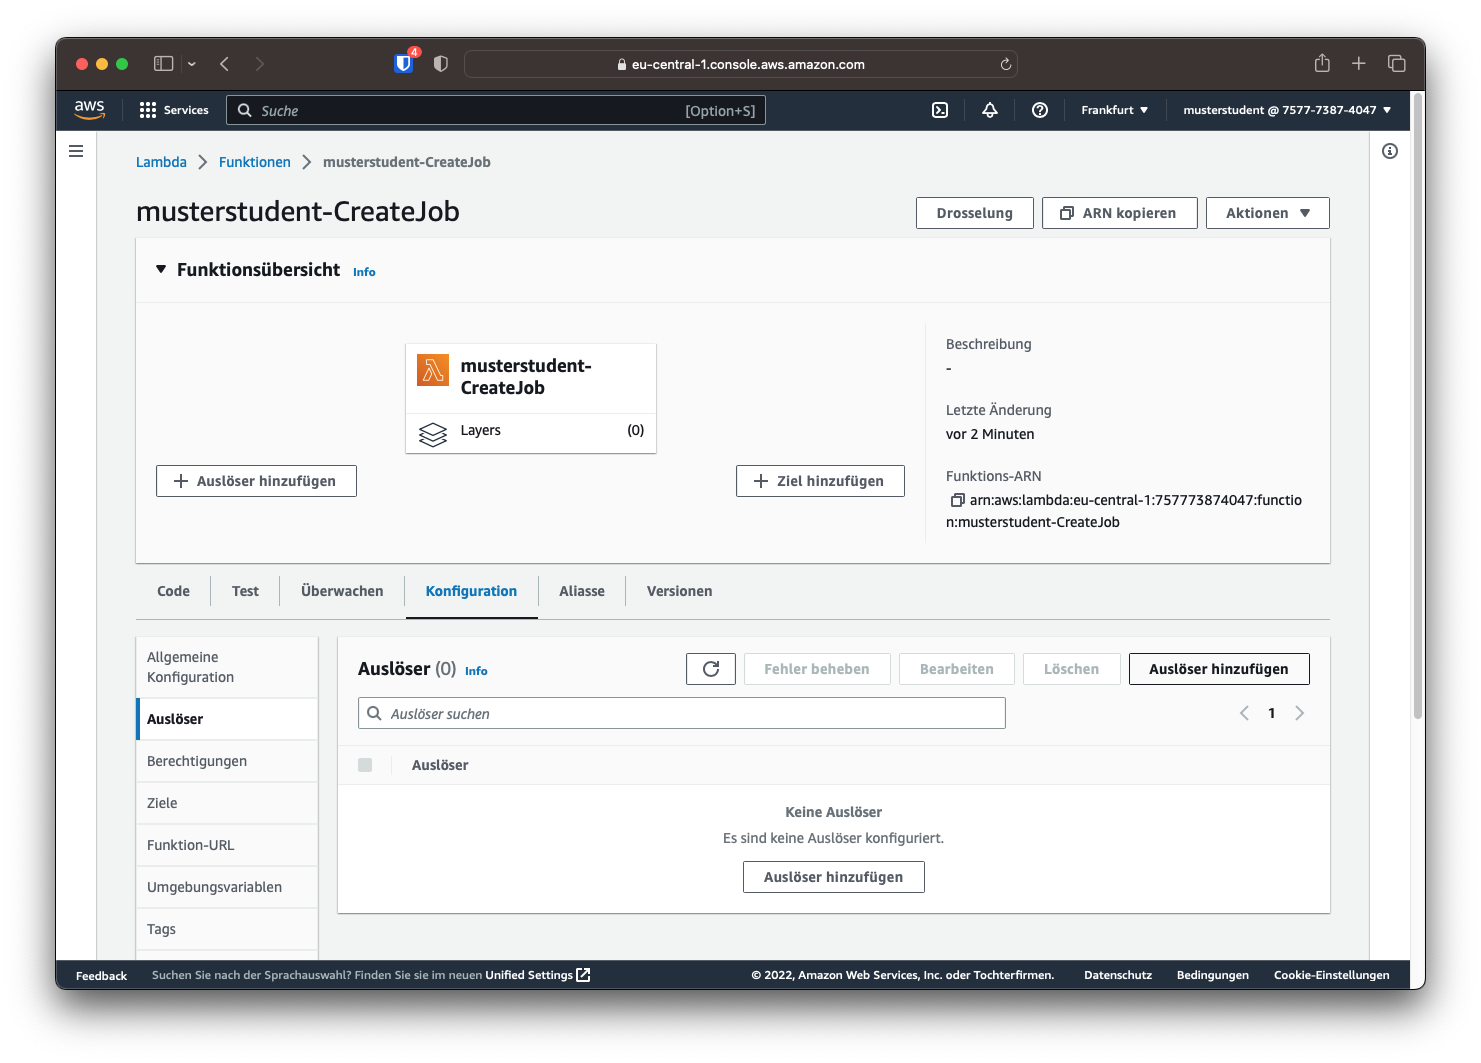 4
eu-central-1.console.aws.amazon.com
aws
Services
Suche
[Option+S]
Frankfurt
musterstudent @ 7577-7387-4047
Lambda
Funktionen
musterstudent-CreateJob
musterstudent-CreateJob
Drosselung
ARN kopieren
Aktionen
Funktionsübersicht Info
musterstudent-
CreateJob
Layers (0)
Auslöser hinzufügen
Ziel hinzufügen
Beschreibung
-
Letzte Änderung
vor 2 Minuten
Funktions-ARN
arn:aws:lambda:eu-central-1:757773874047:functio
n:musterstudent-CreateJob
Code
Test
Überwachen
Konfiguration
Aliasse
Versionen
Allgemeine
Konfiguration
Auslöser
Berechtigungen
Ziele
Funktion-URL
Umgebungsvariablen
Tags
Auslöser (0) Info
Fehler beheben
Bearbeiten
Löschen
Auslöser hinzufügen
Auslöser suchen
1
Auslöser
Keine Auslöser
Es sind keine Auslöser konfiguriert.
Auslöser hinzufügen
Feedback
Suchen Sie nach der Sprachauswahl? Finden Sie sie im neuen Unified Settings
© 2022, Amazon Web Services, Inc. oder Tochterfirmen.
Datenschutz
Bedingungen
Cookie-Einstellungen